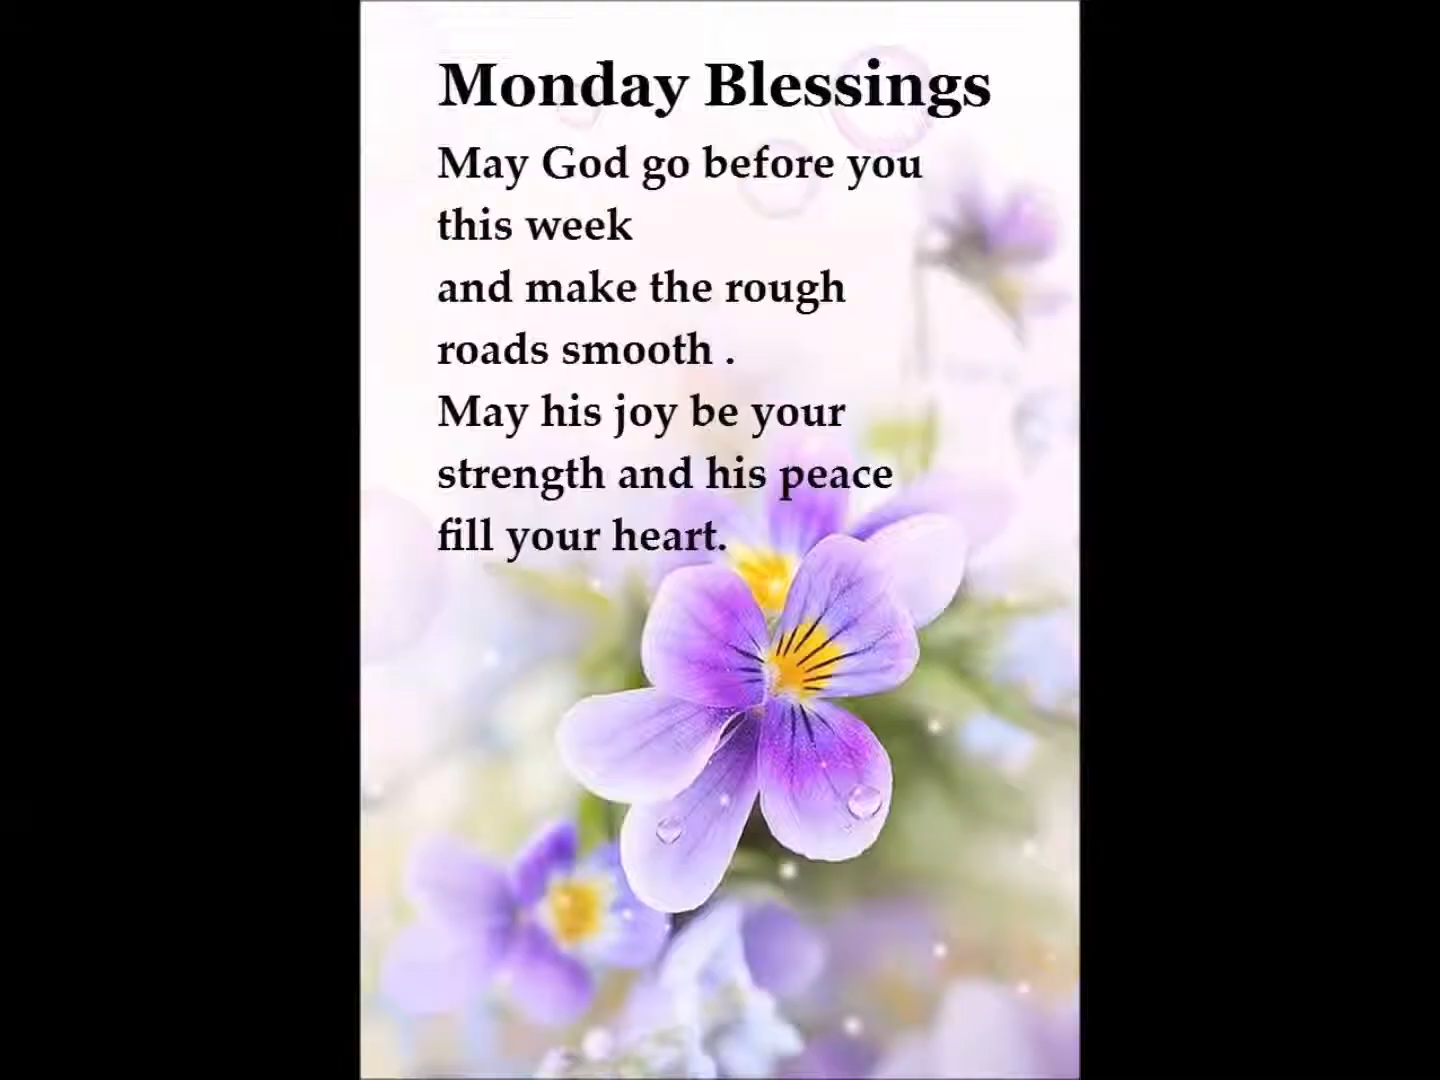 Monday Blessings
May God go before you
this week
and make the rough
roads smooth .
May his joy be your
strength and his peace
fill your heart.